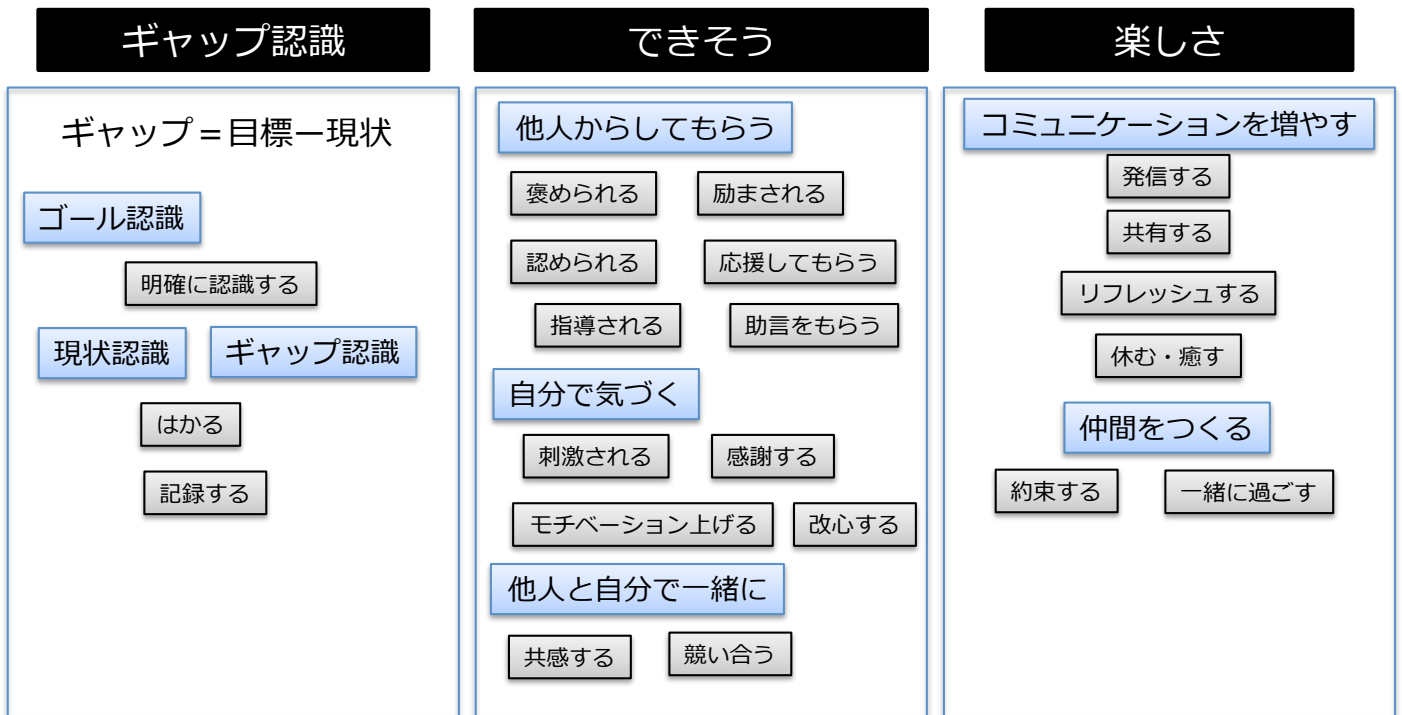 ギャップ認識
できそう
楽しさ
ギャップ＝目標ー現状
ゴール認識
明確に認識する
現状認識
ギャップ認識
はかる
記録する
他人からしてもらう
褒められる
励まされる
認められる
応援してもらう
指導される
助言をもらう
自分で気づく
刺激される
感謝する
モチベーション上げる
改心する
他人と自分で一緒に
共感する
競い合う
コミュニケーションを増やす
発信する
共有する
リフレッシュする
休む・癒す
仲間をつくる
約束する
一緒に過ごす